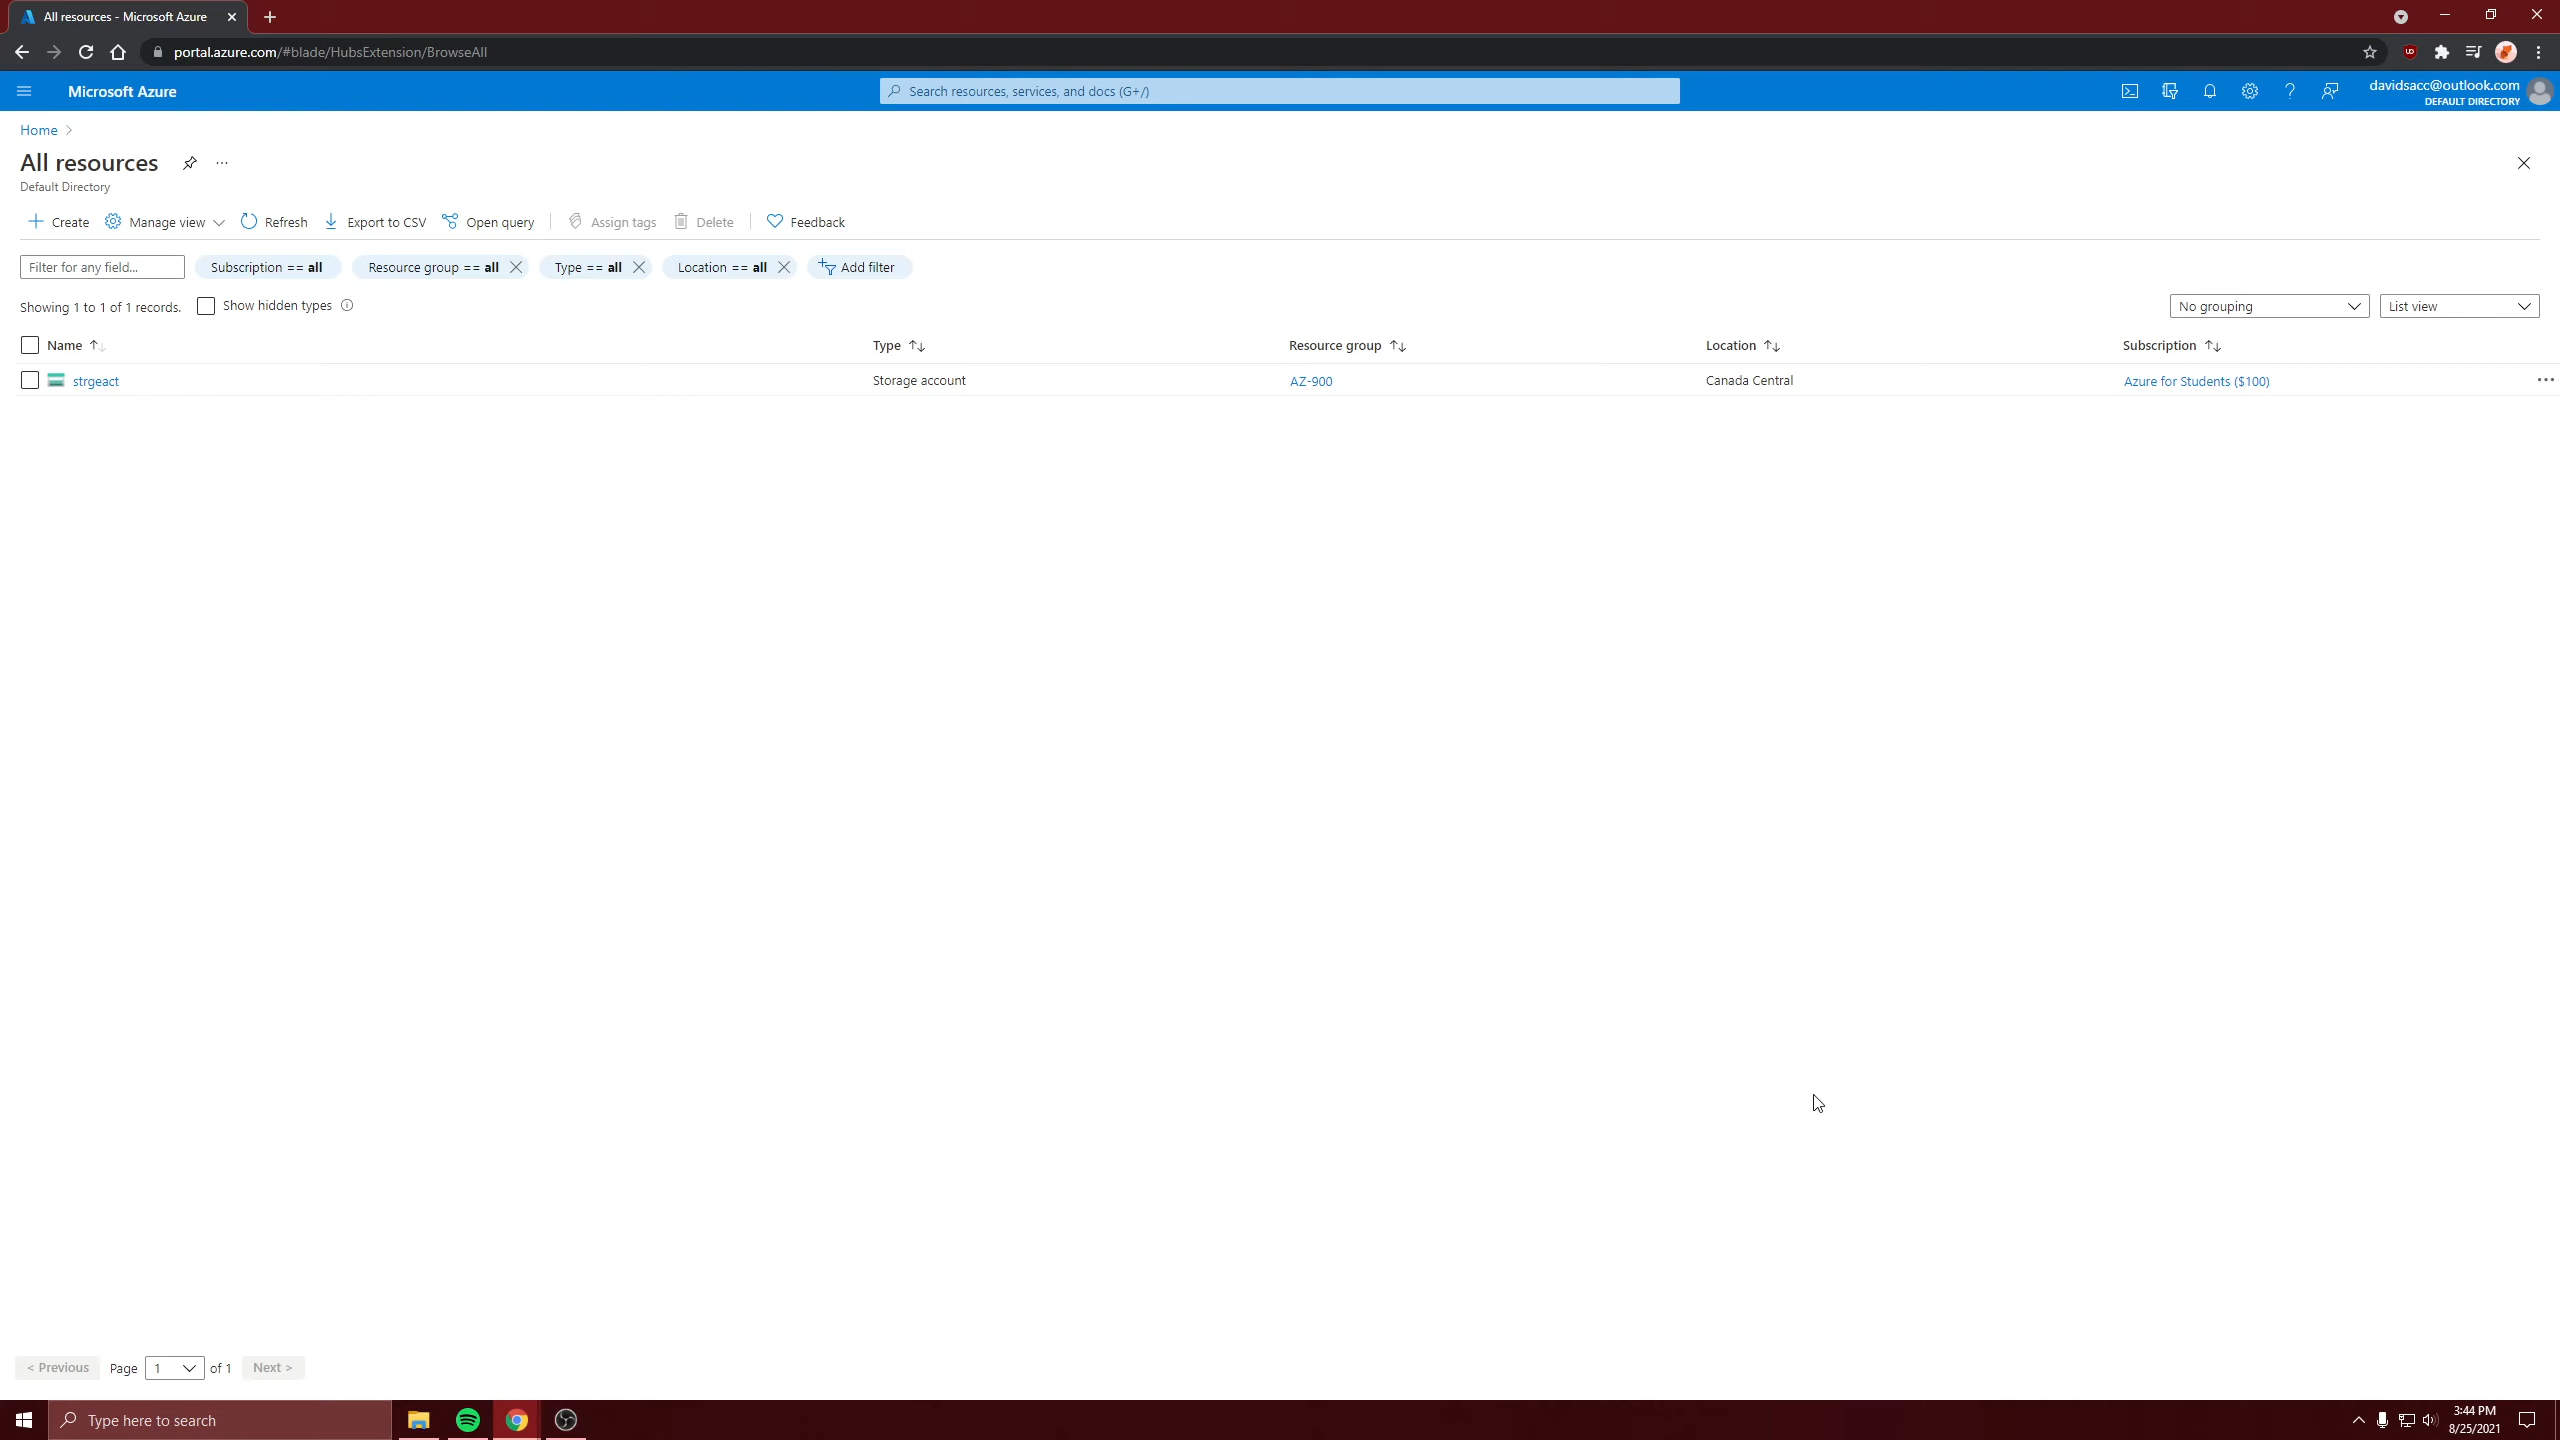 All resources - Microsoft Azure
portal.azure.com/#blade/HubsExtension/BrowseAll
Microsoft Azure
Search resources, services, and docs (G+/)
davidsacc@outlook.com
DEFAULT DIRECTORY
Home
All resources
Default Directory
Create Manage view Refresh Export to CSV Open query Assign tags Delete Feedback
Filter for any field... Subscription == all Resource group == all Type == all Location == all Add filter
Showing 1 to 1 of 1 records. Show hidden types No grouping List view
Name Type Resource group Location Subscription
strgeact Storage account AZ-900 Canada Central Azure for Students ($100)
< Previous Page 1 of 1 Next >
Type here to search
3:44 PM
8/25/2021